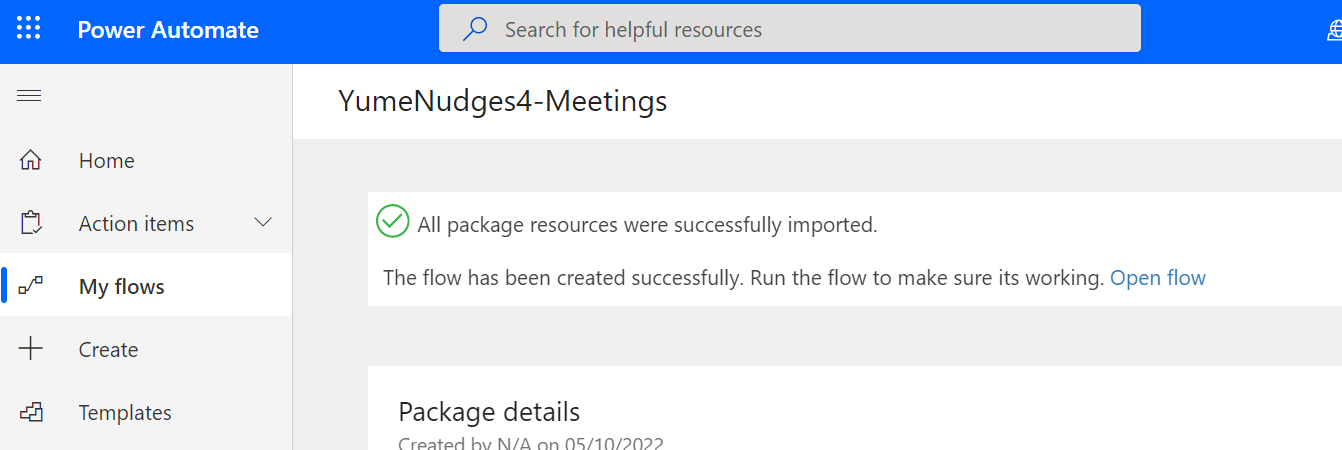 Power Automate
Search for helpful resources
YumeNudges4-Meetings
Home
Action items
My flows
Create
Templates
All package resources were successfully imported.
The flow has been created successfully. Run the flow to make sure its working. Open flow
Package details
Created by N/A on 05/10/2022